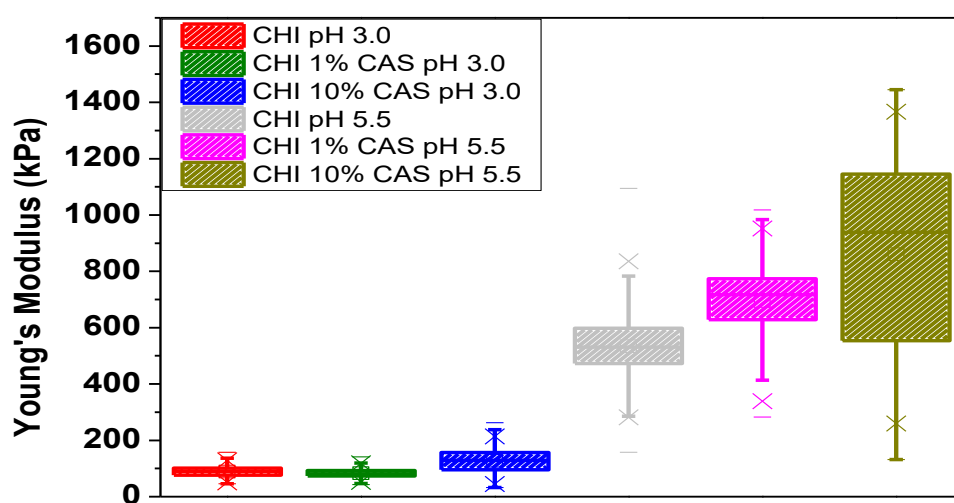 CHI pH 3.0
CHI 1% CAS pH 3.0
CHI 10% CAS pH 3.0
CHI pH 5.5
CHI 1% CAS pH 5.5
CHI 10% CAS pH 5.5
Young's Modulus (kPa)
1600
1400
1200
1000
800
600
400
200
0